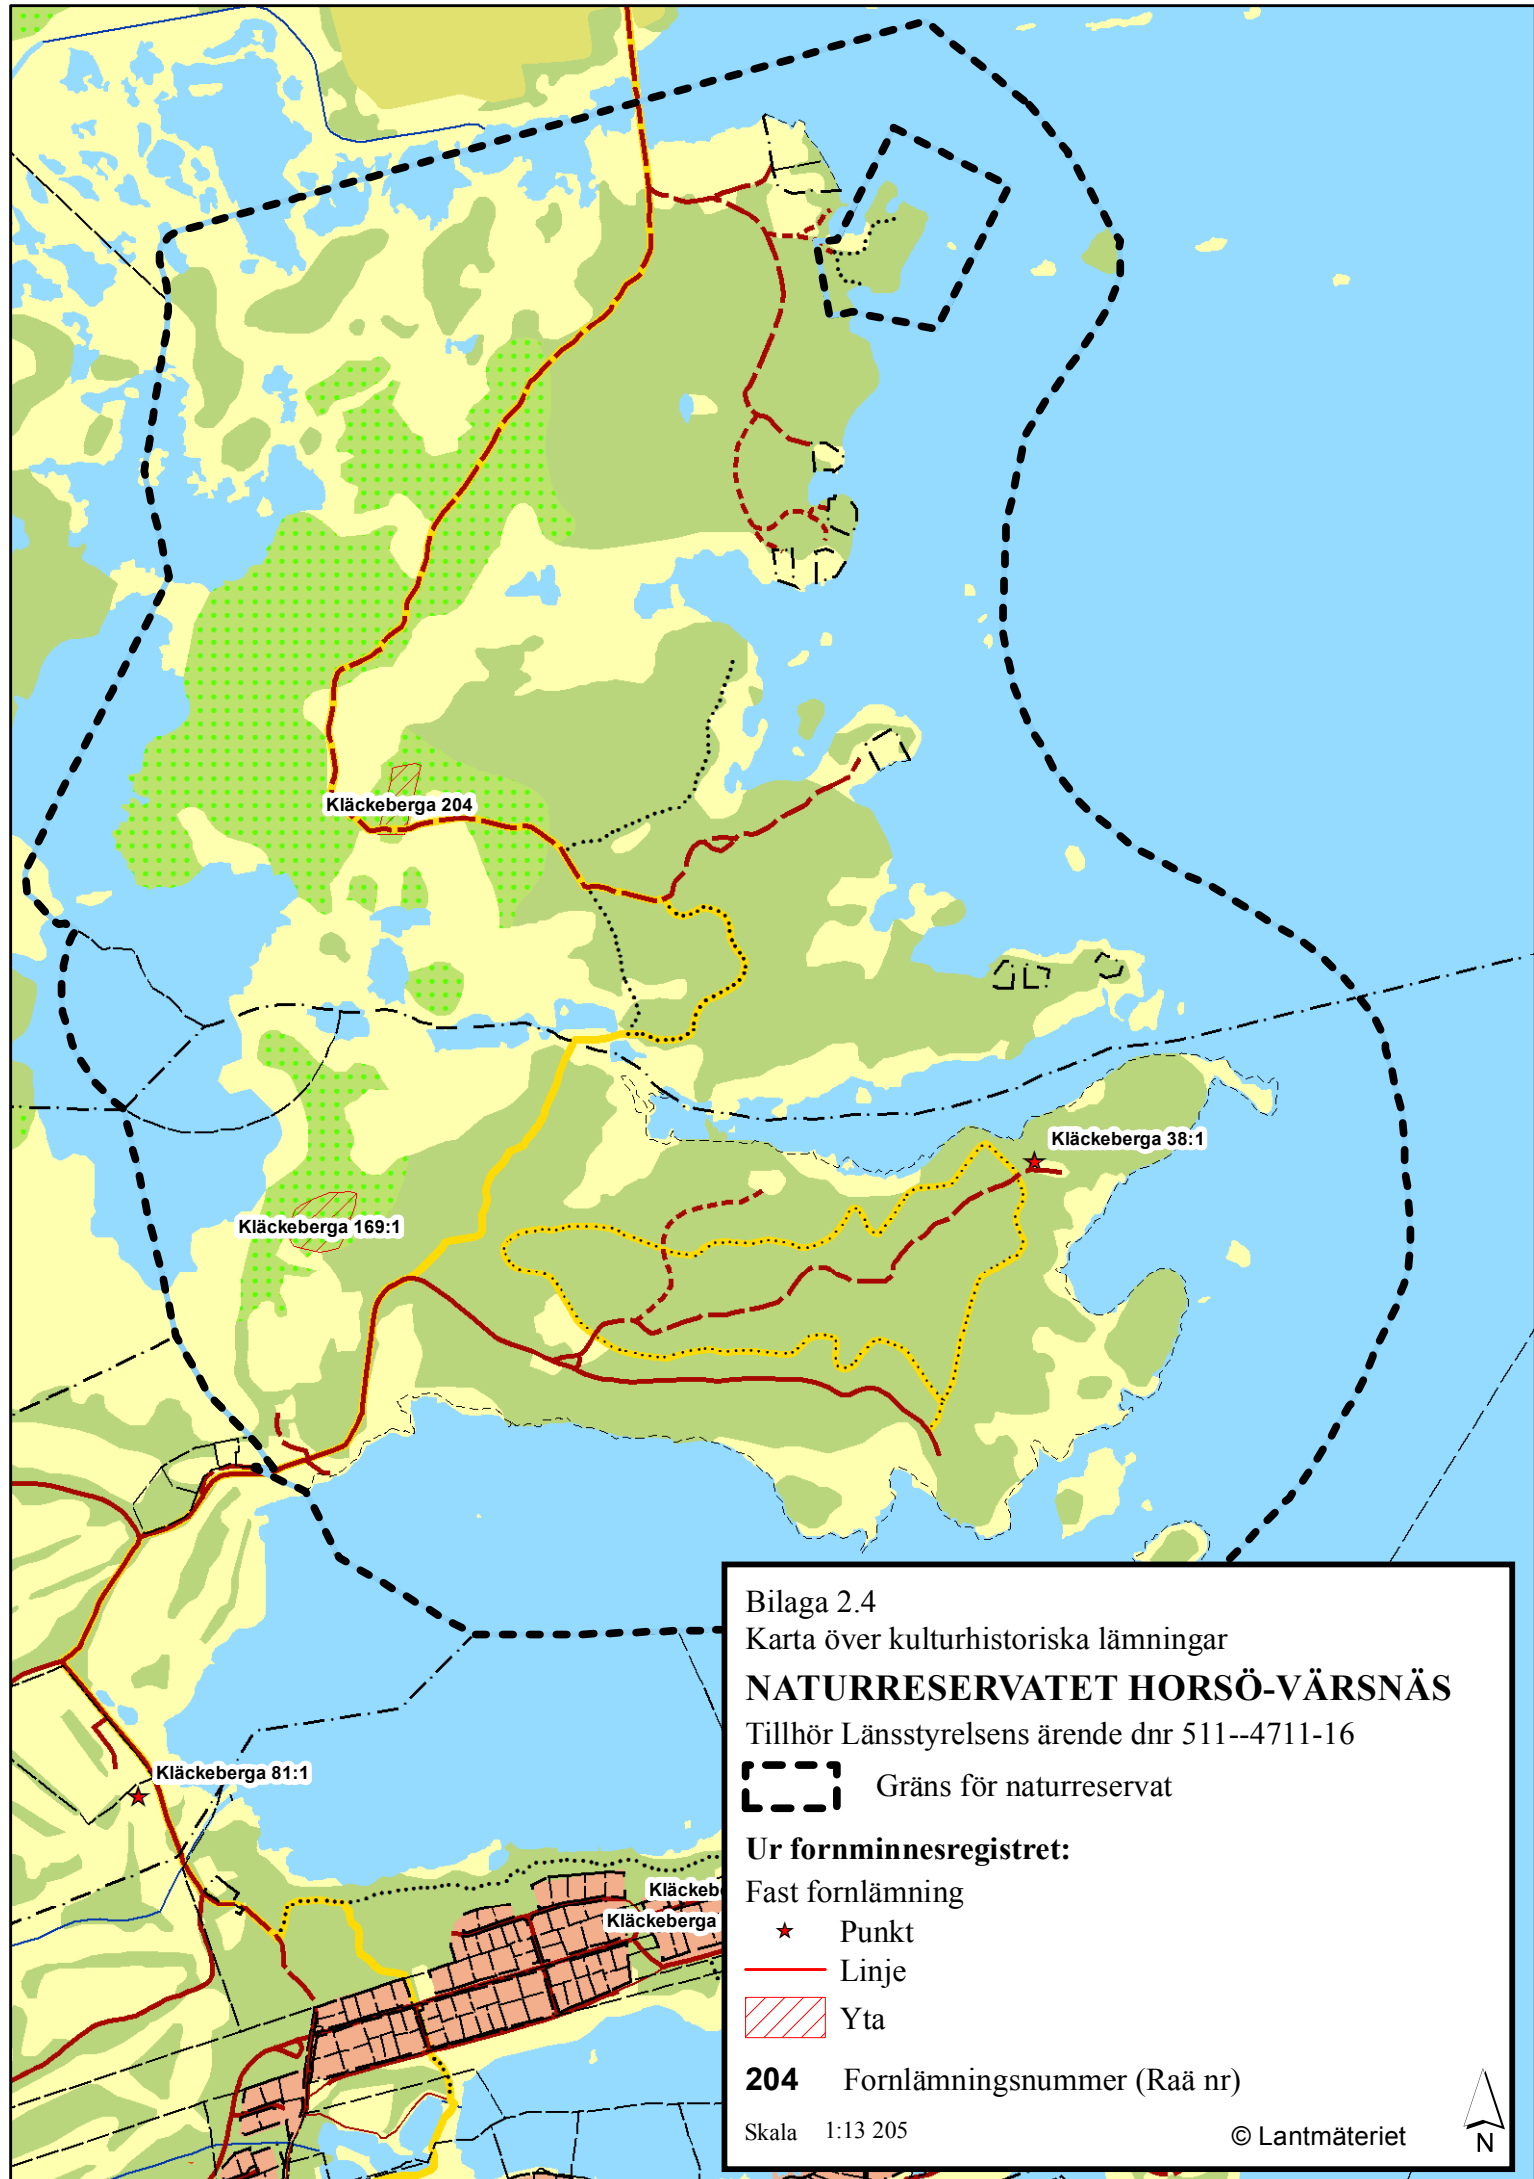 Kläckeberga 204
Kläckeberga 38:1
Kläckeberga 169:1
Kläckeberga 81:1
Kläckeberga
Bilaga 2.4
Karta över kulturhistoriska lämningar
NATURRESERVATET HORSÖ-VÄRSNÄS
Tillhör Länsstyrelsens ärende dnr 511--4711-16
Gräns för naturreservat
Ur fornminnesregistret:
Fast fornlämning
Punkt
Linje
Yta
204 Fornlämningsnummer (Raä nr)
Skala 1:13 205
© Lantmäteriet
N